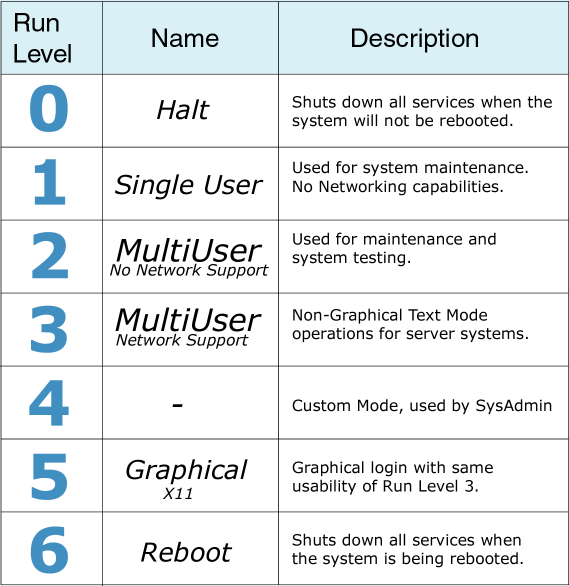 Run
Level
Name
Description
0
Halt
Shuts down all services when the
system will not be rebooted.
1
Single User
Used for system maintenance.
No Networking capabilities.
2
MultiUser
No Network Support
Used for maintenance and
system testing.
3
MultiUser
Network Support
Non-Graphical Text Mode
operations for server systems.
4
-
Custom Mode, used by SysAdmin
5
Graphical
X11
Graphical login with same
usability of Run Level 3.
6
Reboot
Shuts down all services when
the system is being rebooted.